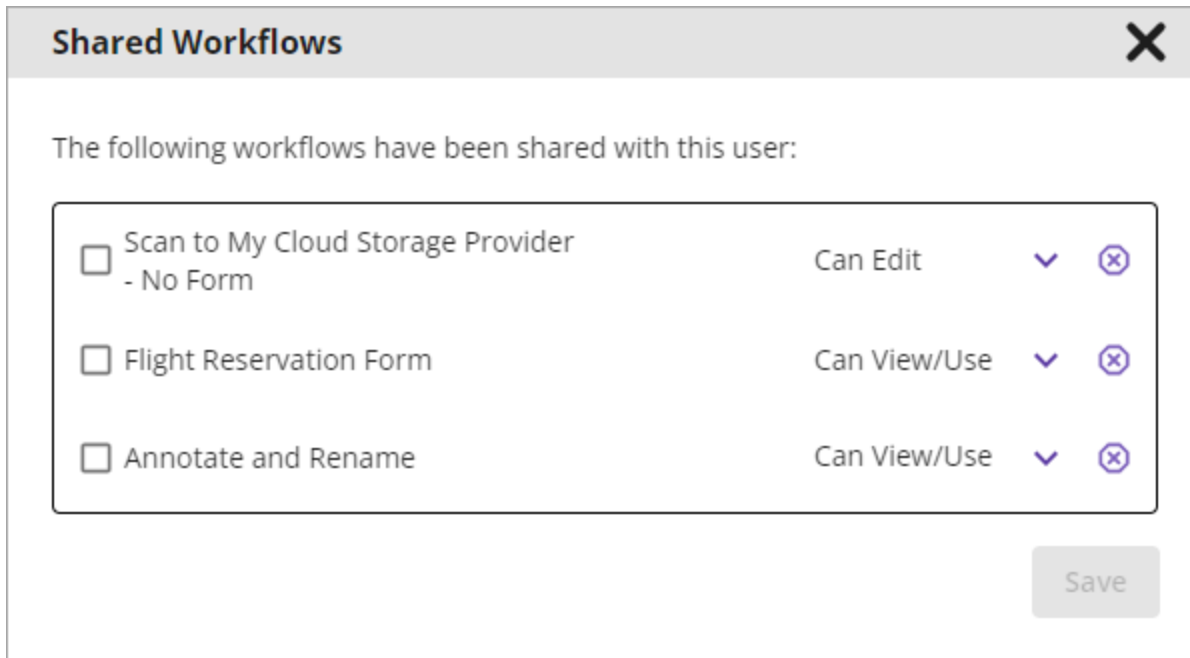 Shared Workflows
The following workflows have been shared with this user:
Scan to My Cloud Storage Provider
- No Form
Can Edit
Flight Reservation Form
Can View/Use
Annotate and Rename
Can View/Use
Save